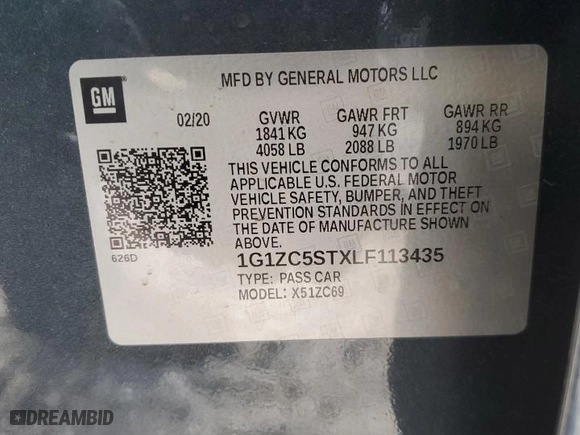 GM
MFD BY GENERAL MOTORS LLC
02/20 GVWR GAWR FRT GAWR RR
1841 KG 947 KG 894 KG
4058 LB 2088 LB 1970 LB
THIS VEHICLE CONFORMS TO ALL
APPLICABLE U.S. FEDERAL MOTOR
VEHICLE SAFETY, BUMPER, AND THEFT
PREVENTION STANDARDS IN EFFECT ON
THE DATE OF MANUFACTURE SHOWN
ABOVE.
626D
1G1ZC5STXLF113435
TYPE: PASS CAR
MODEL: X51ZC69
DREAMBID